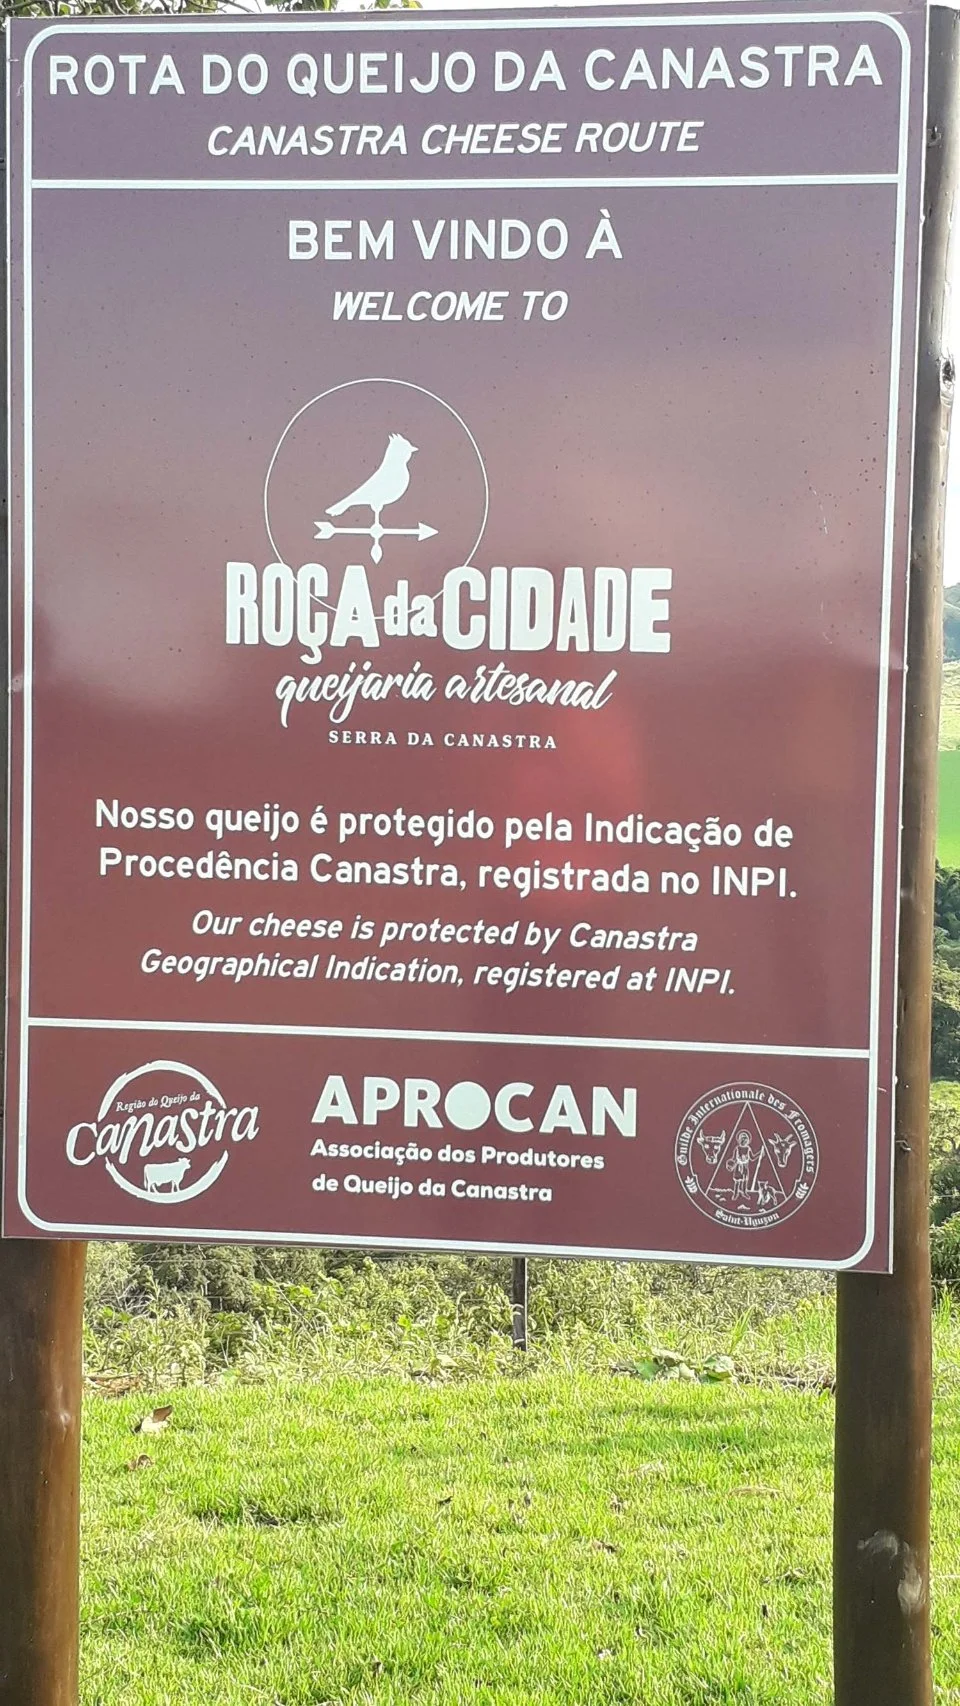 ROTA DO QUEIJO DA CANASTRA
CANASTRA CHEESE ROUTE
BEM VINDO À
WELCOME TO
ROÇA da CIDADE
queijaria artesanal
SERRA DA CANASTRA
Nosso queijo é protegido pela Indicação de
Procedência Canastra, registrada no INPI.
Our cheese is protected by Canastra
Geographical Indication, registered at INPI.
Região do Queijo da
Canastra
APROCAN
Associação dos Produtores
de Queijo da Canastra
Guilde Internationale des Fromagers
Saint-Uguzon